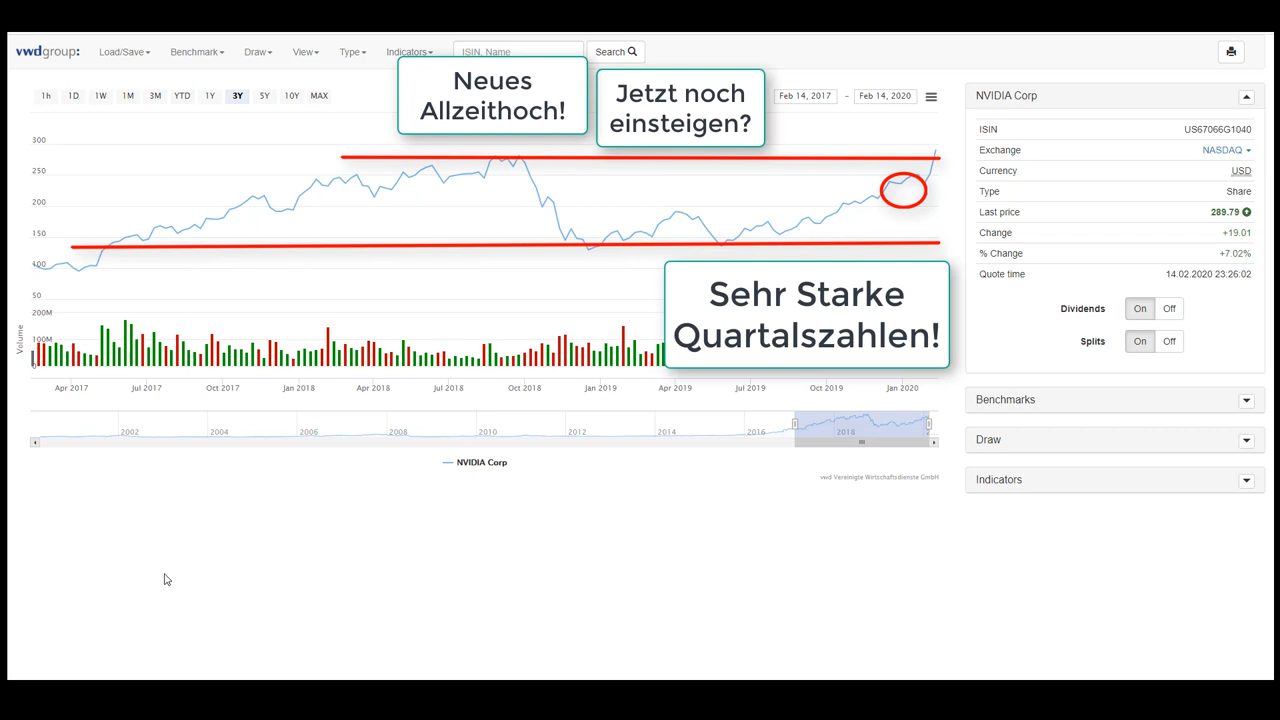 vwdgroup:
Load/Save
Benchmark
Draw
View
Type
Indicators
ISIN, Name
Search
Neues
Allzeithoch!
Jetzt noch
einsteigen?
1h 1D 1W 1M 3M YTD 1Y 3Y 5Y 10Y MAX
Feb 14, 2017 – Feb 14, 2020
300
250
200
150
100
50
200M
100M
0
Volume
Sehr Starke
Quartalszahlen!
Apr 2017 Jul 2017 Oct 2017 Jan 2018 Apr 2018 Jul 2018 Oct 2018 Jan 2019 Apr 2019 Jul 2019 Oct 2019 Jan 2020
2002 2004 2006 2008 2010 2012 2014 2016 2018
NVIDIA Corp
vwd Vereinigte Wirtschaftsdienste GmbH
NVIDIA Corp
ISIN US67066G1040
Exchange NASDAQ
Currency USD
Type Share
Last price 289.79
Change +19.01
% Change +7.02%
Quote time 14.02.2020 23:26:02
Dividends On Off
Splits On Off
Benchmarks
Draw
Indicators